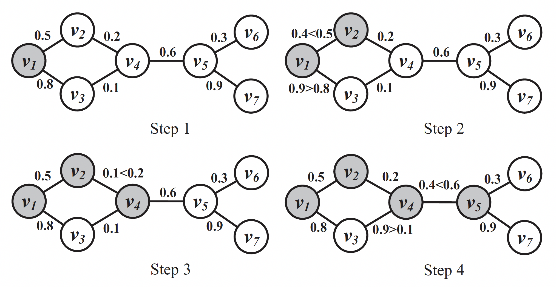 0.5 v2 0.2 0.3 v6
v1 v4 0.6 v5
0.8 v3 0.1 0.9 v7
Step 1
0.4<0.5 v2 0.2 0.3 v6
v1 v4 0.6 v5
0.9>0.8 v3 0.1 0.9 v7
Step 2
0.5 v2 0.1<0.2 0.3 v6
v1 v4 0.6 v5
0.8 v3 0.1 0.9 v7
Step 3
0.5 v2 0.2 0.3 v6
v1 v4 0.4<0.6 v5
0.8 v3 0.9>0.1 0.9 v7
Step 4